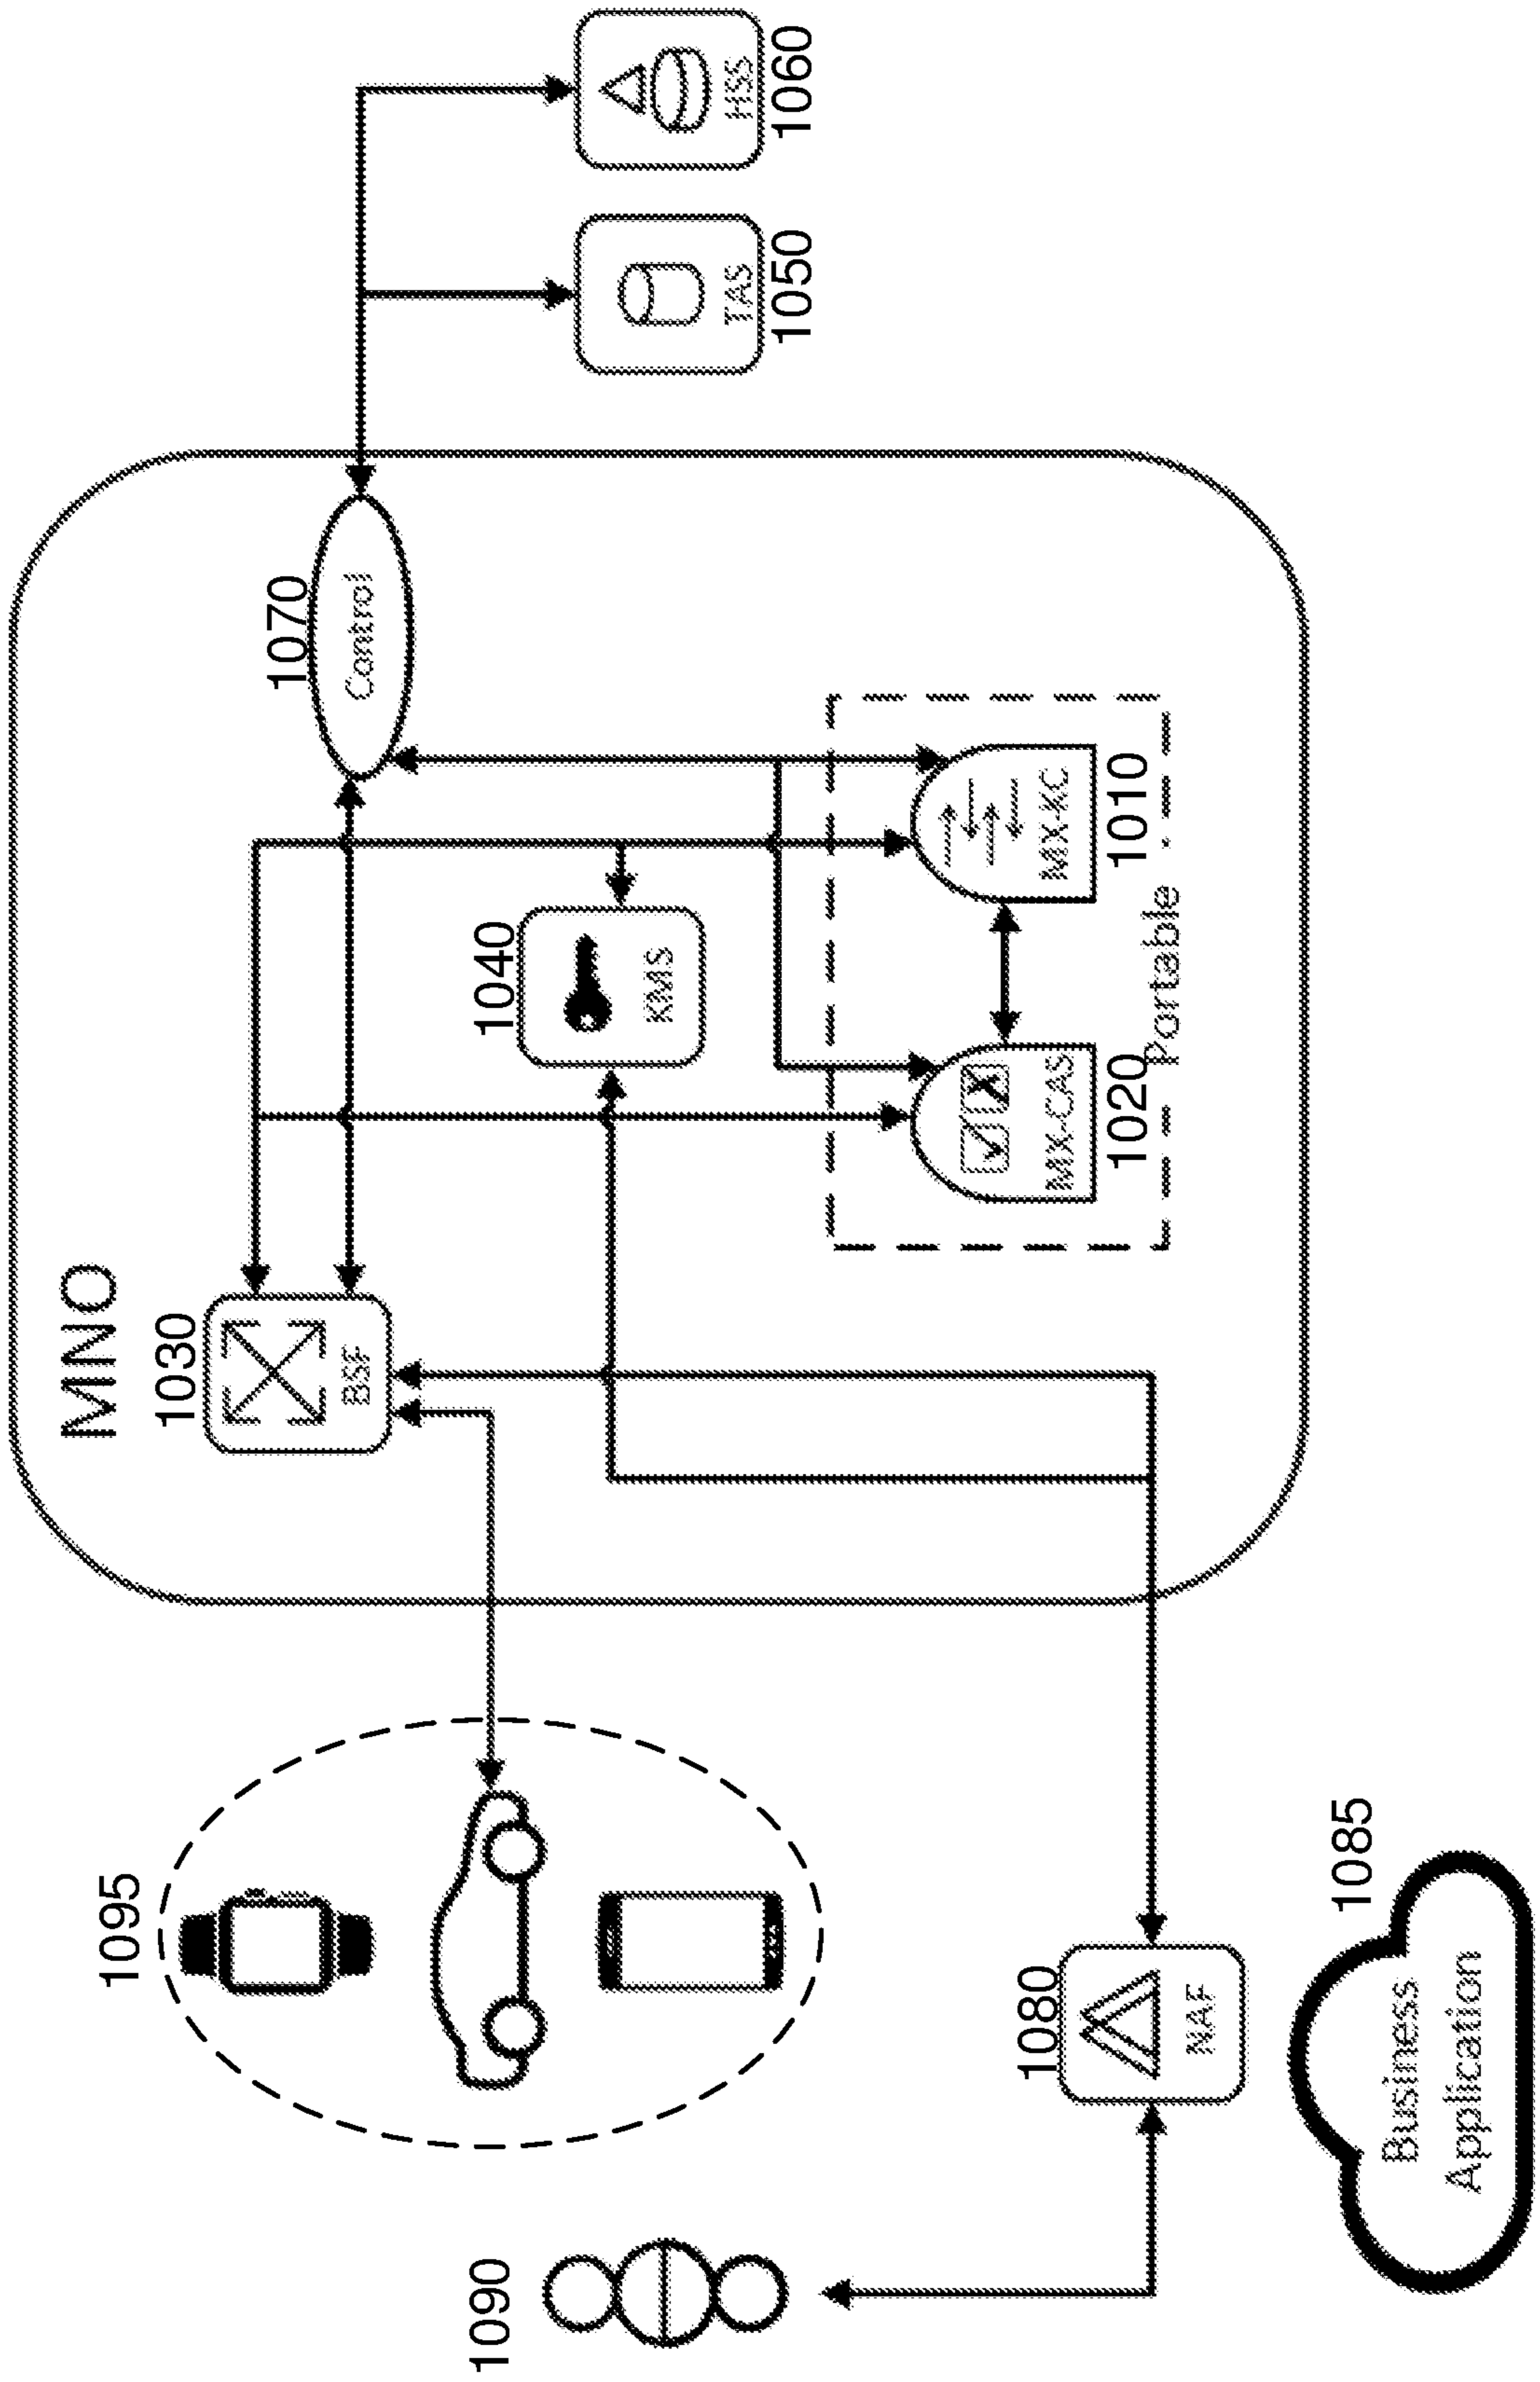 MNO
1030
BSF
1070
Control
1040
KMS
1050
TAS
1060
HSS
1020
MX-CAS
1010
MX-KC
Portable
1095
1090
1080
NAF
1085
Business
Application